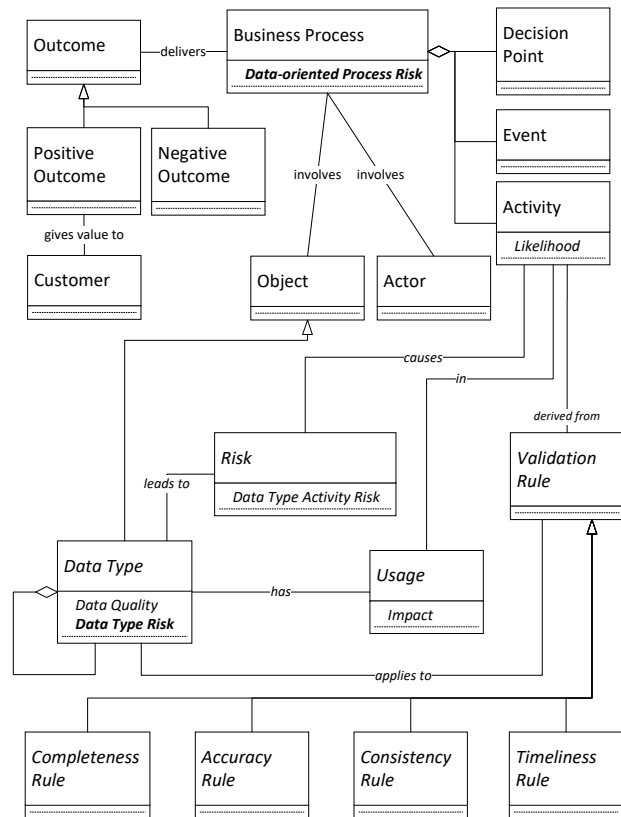 Outcome
delivers
Business Process
Data-oriented Process Risk
Decision
Point
Event
Activity
Likelihood
Positive
Outcome
Negative
Outcome
gives value to
Customer
involves
involves
Object
Actor
causes
in
derived from
Risk
Data Type Activity Risk
leads to
Validation
Rule
Data Type
Data Quality
Data Type Risk
has
Usage
Impact
applies to
Completeness
Rule
Accuracy
Rule
Consistency
Rule
Timeliness
Rule